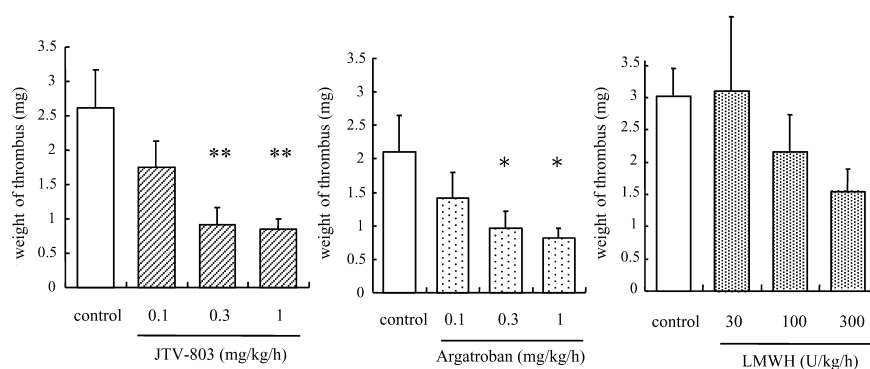 weight of thrombus (mg)
3.5
3
2.5
2
1.5
1
0.5
0
** **
control 0.1 0.3 1
JTV-803 (mg/kg/h)
weight of thrombus (mg)
3.5
3
2.5
2
1.5
1
0.5
0
* *
control 0.1 0.3 1
Argatroban (mg/kg/h)
weight of thrombus (mg)
3.5
3
2.5
2
1.5
1
0.5
0
control 30 100 300
LMWH (U/kg/h)